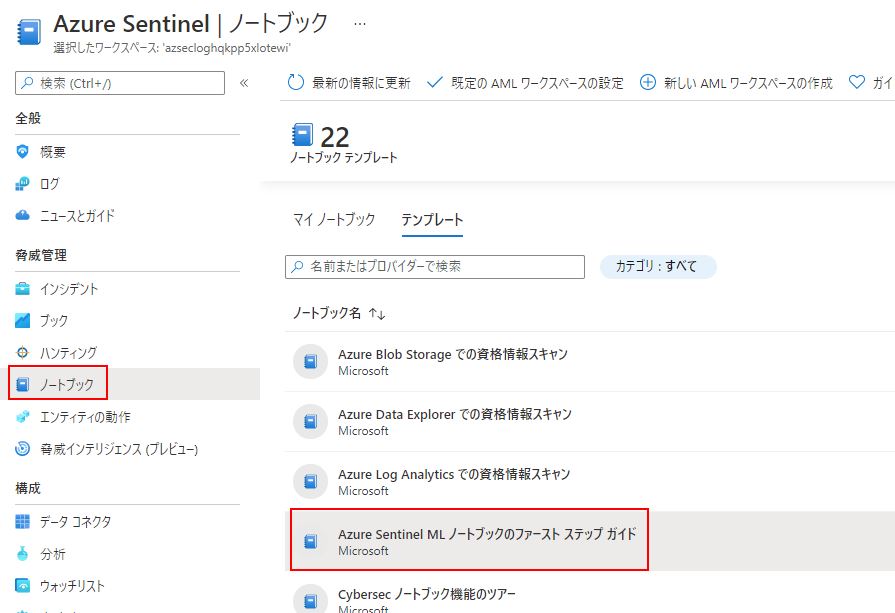 Azure Sentinel | ノートブック ...
選択したワークスペース: 'azsecloghqkpp5xlotewi'
検索 (Ctrl+/)
«
最新の情報に更新
既定の AML ワークスペースの設定
新しい AML ワークスペースの作成
ガイ
全般
概要
ログ
ニュースとガイド
脅威管理
インシデント
ブック
ハンティング
ノートブック
エンティティの動作
脅威インテリジェンス (プレビュー)
構成
データ コネクタ
分析
ウォッチリスト
22
ノートブック テンプレート
マイ ノートブック
テンプレート
名前またはプロバイダーで検索
カテゴリ : すべて
ノートブック名 ↑↓
Azure Blob Storage での資格情報スキャン
Microsoft
Azure Data Explorer での資格情報スキャン
Microsoft
Azure Log Analytics での資格情報スキャン
Microsoft
Azure Sentinel ML ノートブックのファースト ステップ ガイド
Microsoft
Cybersec ノートブック機能のツアー
Microsoft